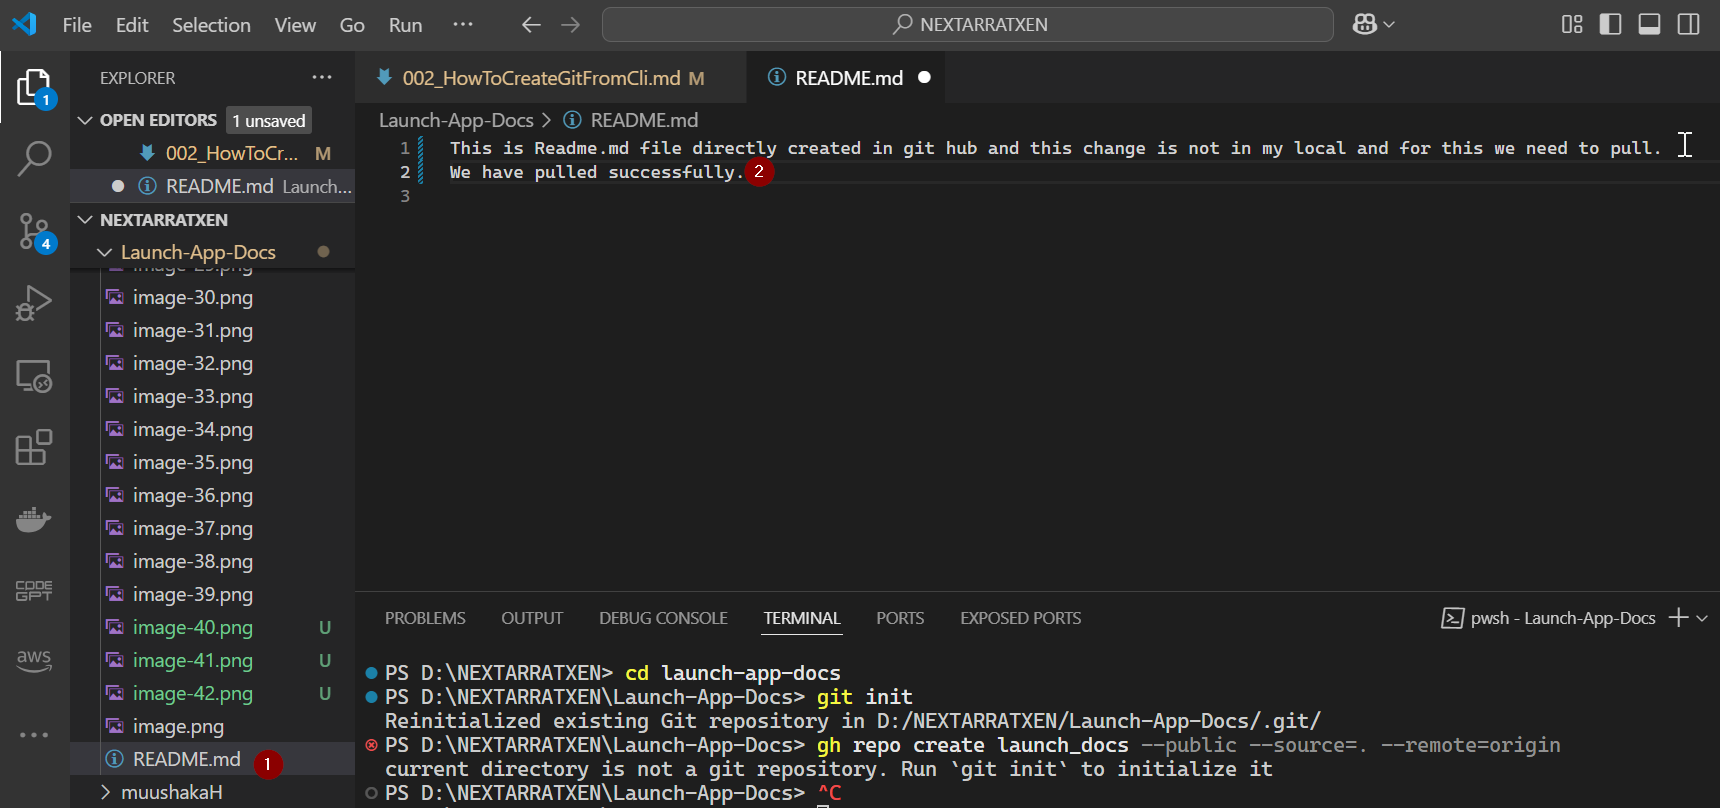 File Edit Selection View Go Run ··· NEXTARRATXEN
EXPLORER ···
OPEN EDITORS 1 unsaved
002_HowToCr... M
README.md Launch...
NEXTARRATXEN
Launch-App-Docs
image-30.png
image-31.png
image-32.png
image-33.png
image-34.png
image-35.png
image-36.png
image-37.png
image-38.png
image-39.png
image-40.png U
image-41.png U
image-42.png U
image.png
README.md 1
muushakaH
1
4
CODE GPT
aws
002_HowToCreateGitFromCli.md M README.md
Launch-App-Docs > README.md
1 This is Readme.md file directly created in git hub and this change is not in my local and for this we need to pull.
2 We have pulled successfully. 2
3
PROBLEMS OUTPUT DEBUG CONSOLE TERMINAL PORTS EXPOSED PORTS pwsh - Launch-App-Docs
PS D:\NEXTARRATXEN> cd launch-app-docs
PS D:\NEXTARRATXEN\Launch-App-Docs> git init
Reinitialized existing Git repository in D:/NEXTARRATXEN/Launch-App-Docs/.git/
PS D:\NEXTARRATXEN\Launch-App-Docs> gh repo create launch_docs --public --source=. --remote=origin
current directory is not a git repository. Run `git init` to initialize it
PS D:\NEXTARRATXEN\Launch-App-Docs> ^C